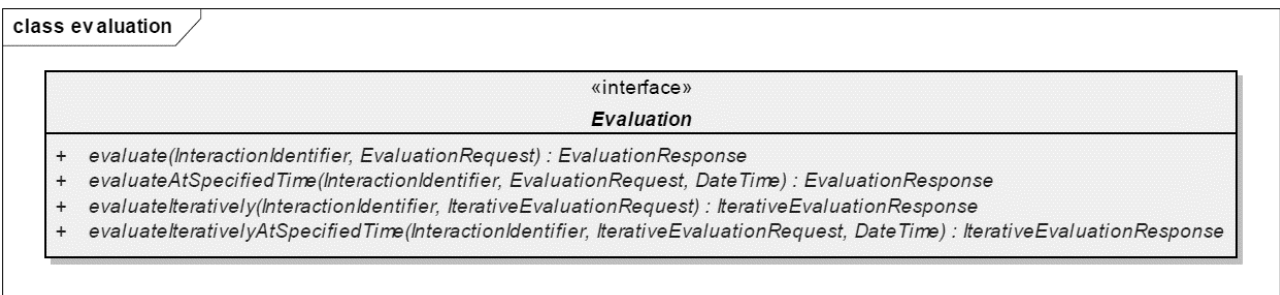 class evaluation
«interface»
Evaluation
+ evaluate(InteractionIdentifier, EvaluationRequest) : EvaluationResponse
+ evaluateAtSpecifiedTime(InteractionIdentifier, EvaluationRequest, DateTime) : EvaluationResponse
+ evaluateIteratively(InteractionIdentifier, IterativeEvaluationRequest) : IterativeEvaluationResponse
+ evaluateIterativelyAtSpecifiedTime(InteractionIdentifier, IterativeEvaluationRequest, DateTime) : IterativeEvaluationResponse